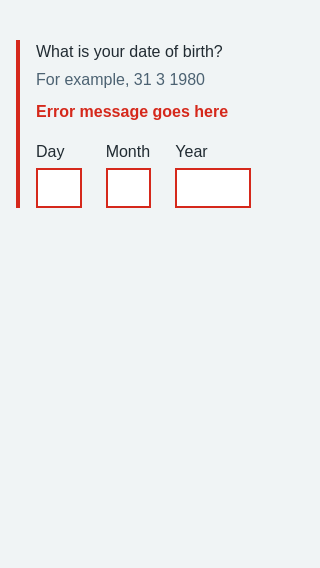 What is your date of birth?
For example, 31 3 1980
Error message goes here
Day Month Year